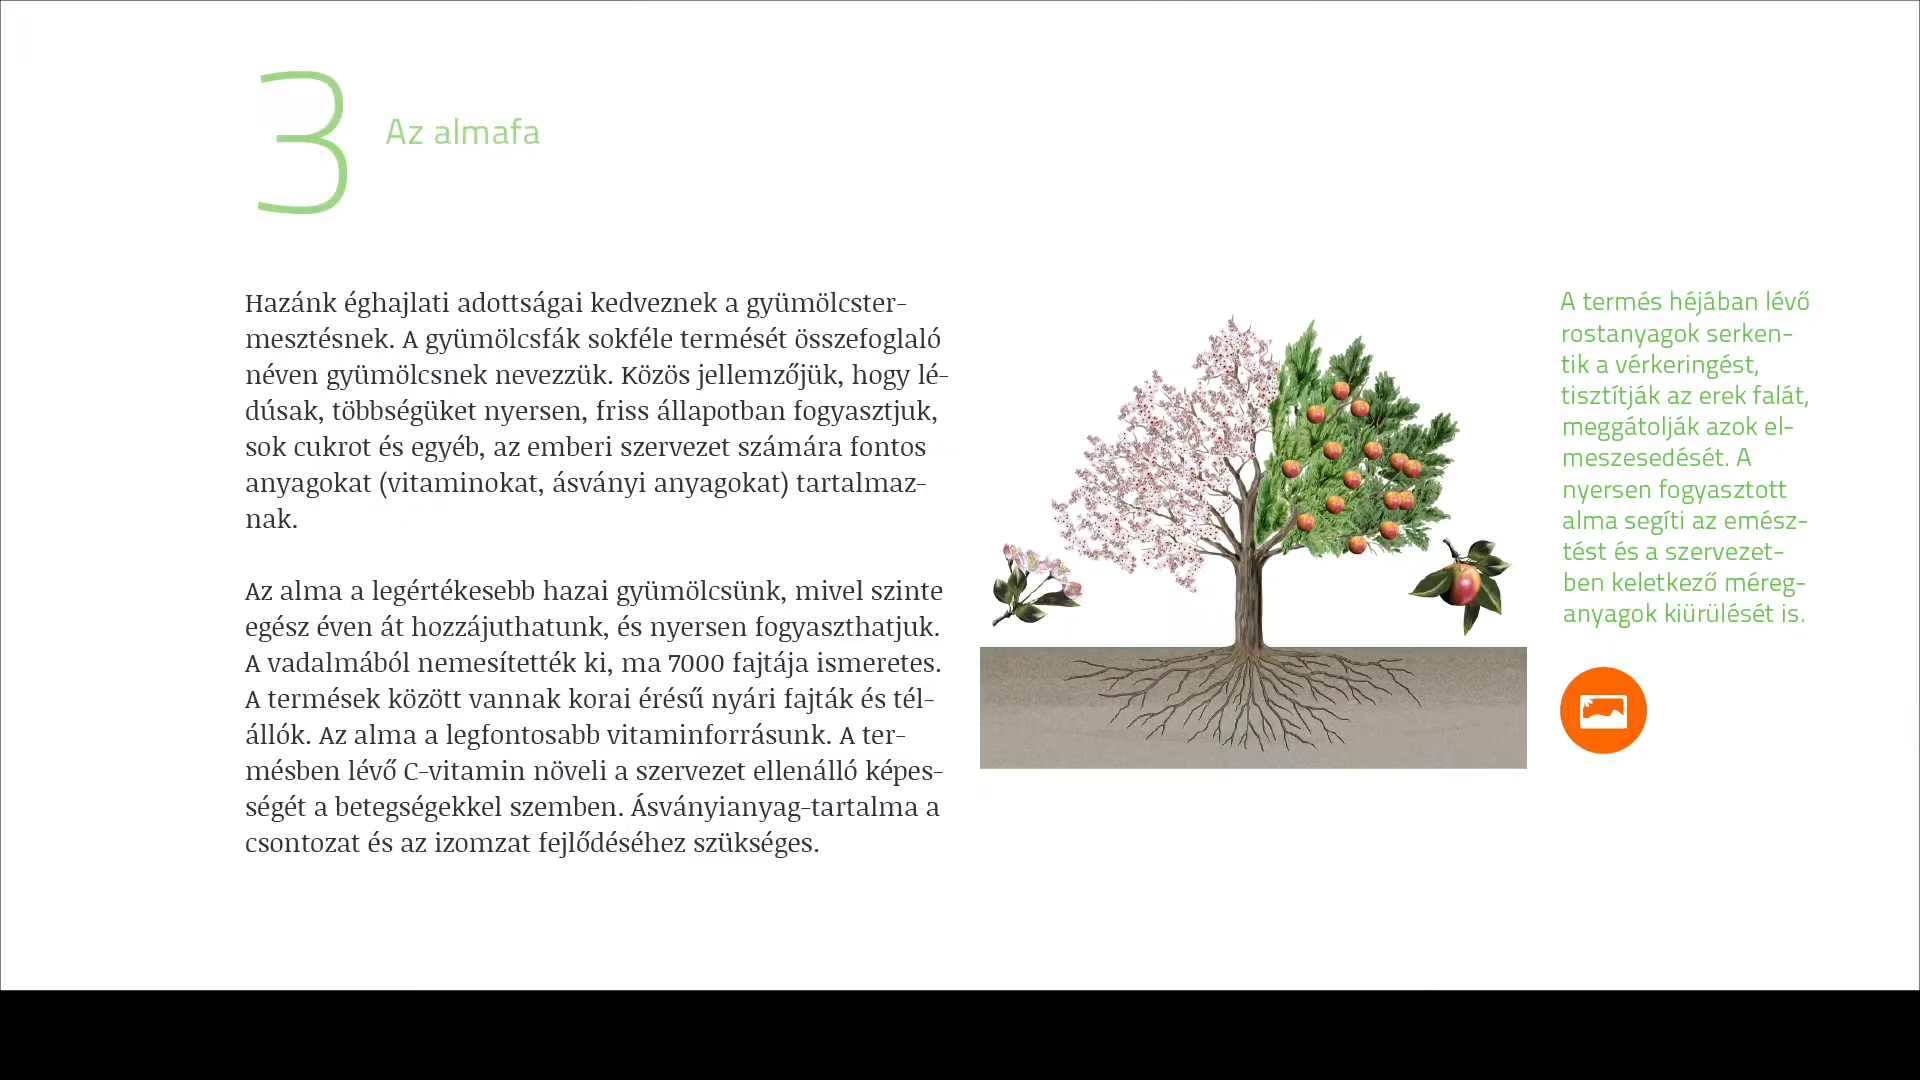 3
Az almafa
Hazánk éghajlati adottságai kedveznek a gyümölcster-
mesztésnek. A gyümölcsfák sokféle termését összefoglaló
néven gyümölcsnek nevezzük. Közös jellemzőjük, hogy lé-
dúsak, többségüket nyersen, friss állapotban fogyasztjuk,
sok cukrot és egyéb, az emberi szervezet számára fontos
anyagokat (vitaminokat, ásványi anyagokat) tartalmaz-
nak.
Az alma a legértékesebb hazai gyümölcsünk, mivel szinte
egész éven át hozzájuthatunk, és nyersen fogyaszthatjuk.
A vadalmából nemesítették ki, ma 7000 fajtája ismeretes.
A termések között vannak korai érésű nyári fajták és tél-
állók. Az alma a legfontosabb vitaminforrásunk. A ter-
mésben lévő C-vitamin növeli a szervezet ellenálló képes-
ségét a betegségekkel szemben. Ásványianyag-tartalma a
csontozat és az izomzat fejlődéséhez szükséges.
A termés héjában lévő
rostanyagok serken-
tik a vérkeringést,
tisztítják az erek falát,
meggátolják azok el-
meszesedését. A
nyersen fogyasztott
alma segíti az emész-
tést és a szervezet-
ben keletkező méreg-
anyagok kiürülését is.